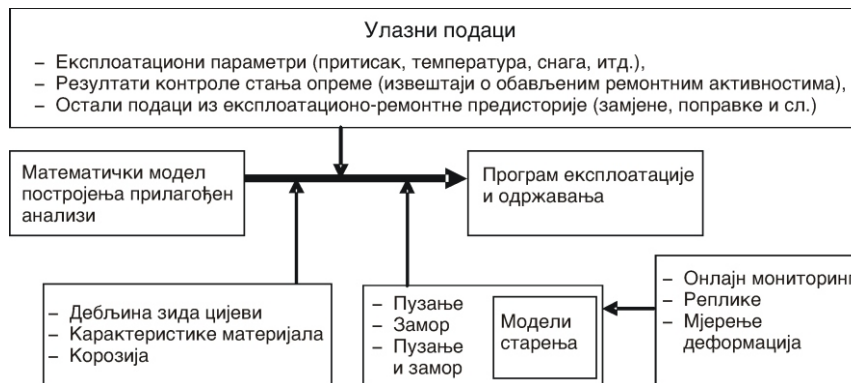 Улазни подаци
– Експлоатациони параметри (притисак, температура, снага, итд.),
– Резултати контроле стања опреме (извештаји о обављеним ремонтним активностима),
– Остали подаци из експлоатационо-ремонтне предисторије (замјене, поправке и сл.)
Математички модел
постројења прилагођен
анализи
Програм експлоатације
и одржавања
– Дебљина зида цијеви
– Карактеристике материјала
– Корозија
– Пузање
– Замор
– Пузање
и замор
Модели
старења
– Онлајн мониторинг
– Реплике
– Мјерење
деформација